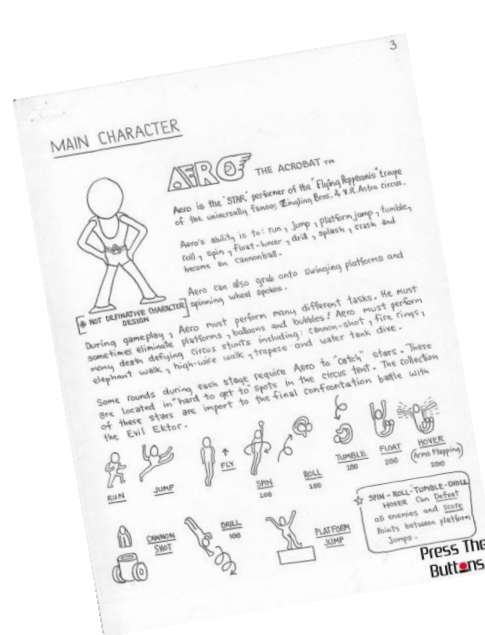 3
MAIN CHARACTER
AERO THE ACROBAT TM
Aero is the "STAR" performer of the "Flying Pepperonis" troupe
of the universally famous Zingling Bros. & V.R. Astro circus.
Aero's ability is to: run, jump, platform jump, tumble,
roll, spin, float-hover, drill, splash, crash and
become an cannonball.
Aero can also grab onto swinging platforms and
spinning wheel spokes.
* NOT DEFINITIVE CHARACTER
DESIGN
During gameplay, Aero must perform many different tasks. He must
sometimes eliminate platforms, balloons and bubbles! Aero must perform
many death defying circus stunts including: cannon-shot, fire rings,
elephant walk, high-wire walk, trapeze and water tank dive.
Some rounds during each stage require Aero to "catch" stars. These
are located in "hard to get to" spots in the circus tent. The collection
of these stars are import to the final confrontation battle with
the Evil Ektor.
RUN
JUMP
FLY
SPIN
100
ROLL
100
TUMBLE
100
FLOAT
200
HOVER
(Arms Flapping)
200
CANNON
SHOT
DRILL
100
PLATFORM
JUMP
SPIN-ROLL-TUMBLE-DRILL
HOVER Can Defeat
all enemies and Score
Points between platform
Jumps.
Press The
Buttons